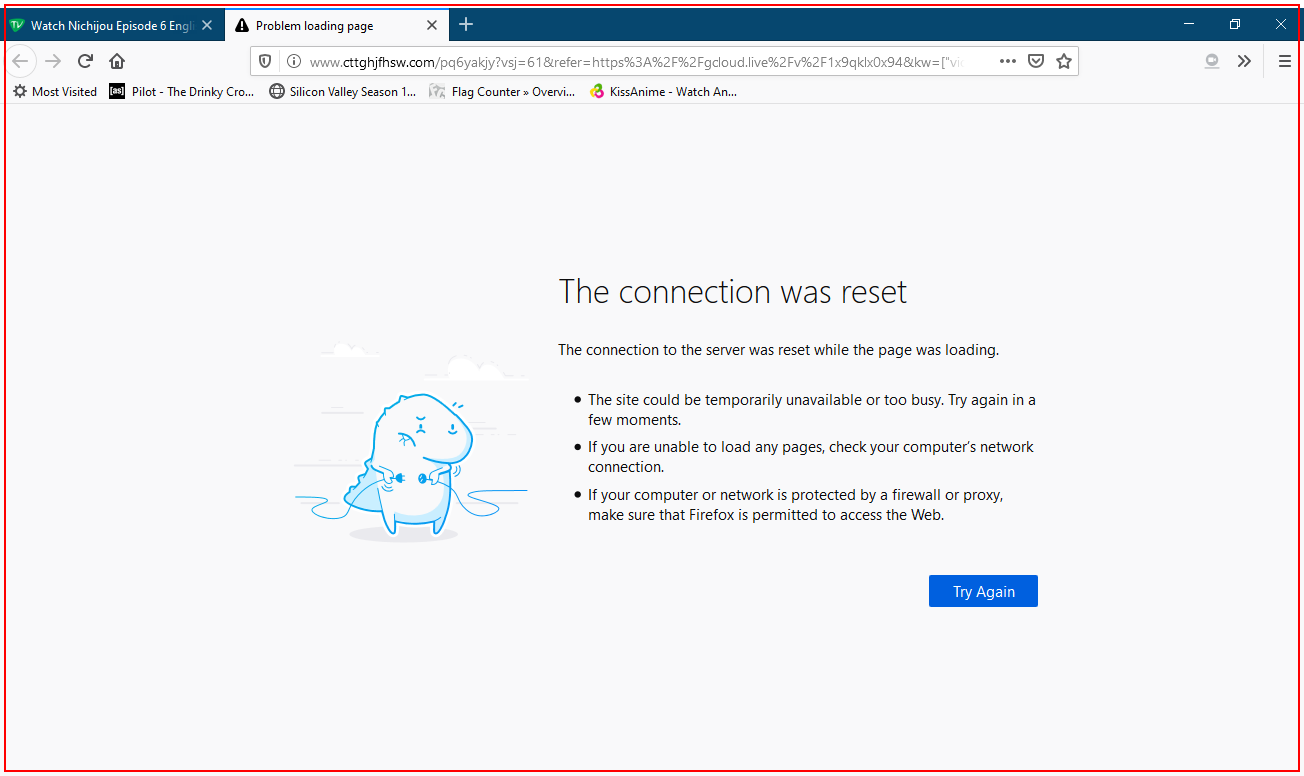 Watch Nichijou Episode 6 Engli
Problem loading page
www.cttghjfhsw.com/pq6yakjy?vsj=61&refer=https%3A%2F%2Fgcloud.live%2Fv%2F1x9qklx0x94&kw=["vi
Most Visited
[as] Pilot - The Drinky Cro...
Silicon Valley Season 1...
Flag Counter » Overvi...
KissAnime - Watch An...
The connection was reset
The connection to the server was reset while the page was loading.
• The site could be temporarily unavailable or too busy. Try again in a
few moments.
• If you are unable to load any pages, check your computer's network
connection.
• If your computer or network is protected by a firewall or proxy,
make sure that Firefox is permitted to access the Web.
Try Again